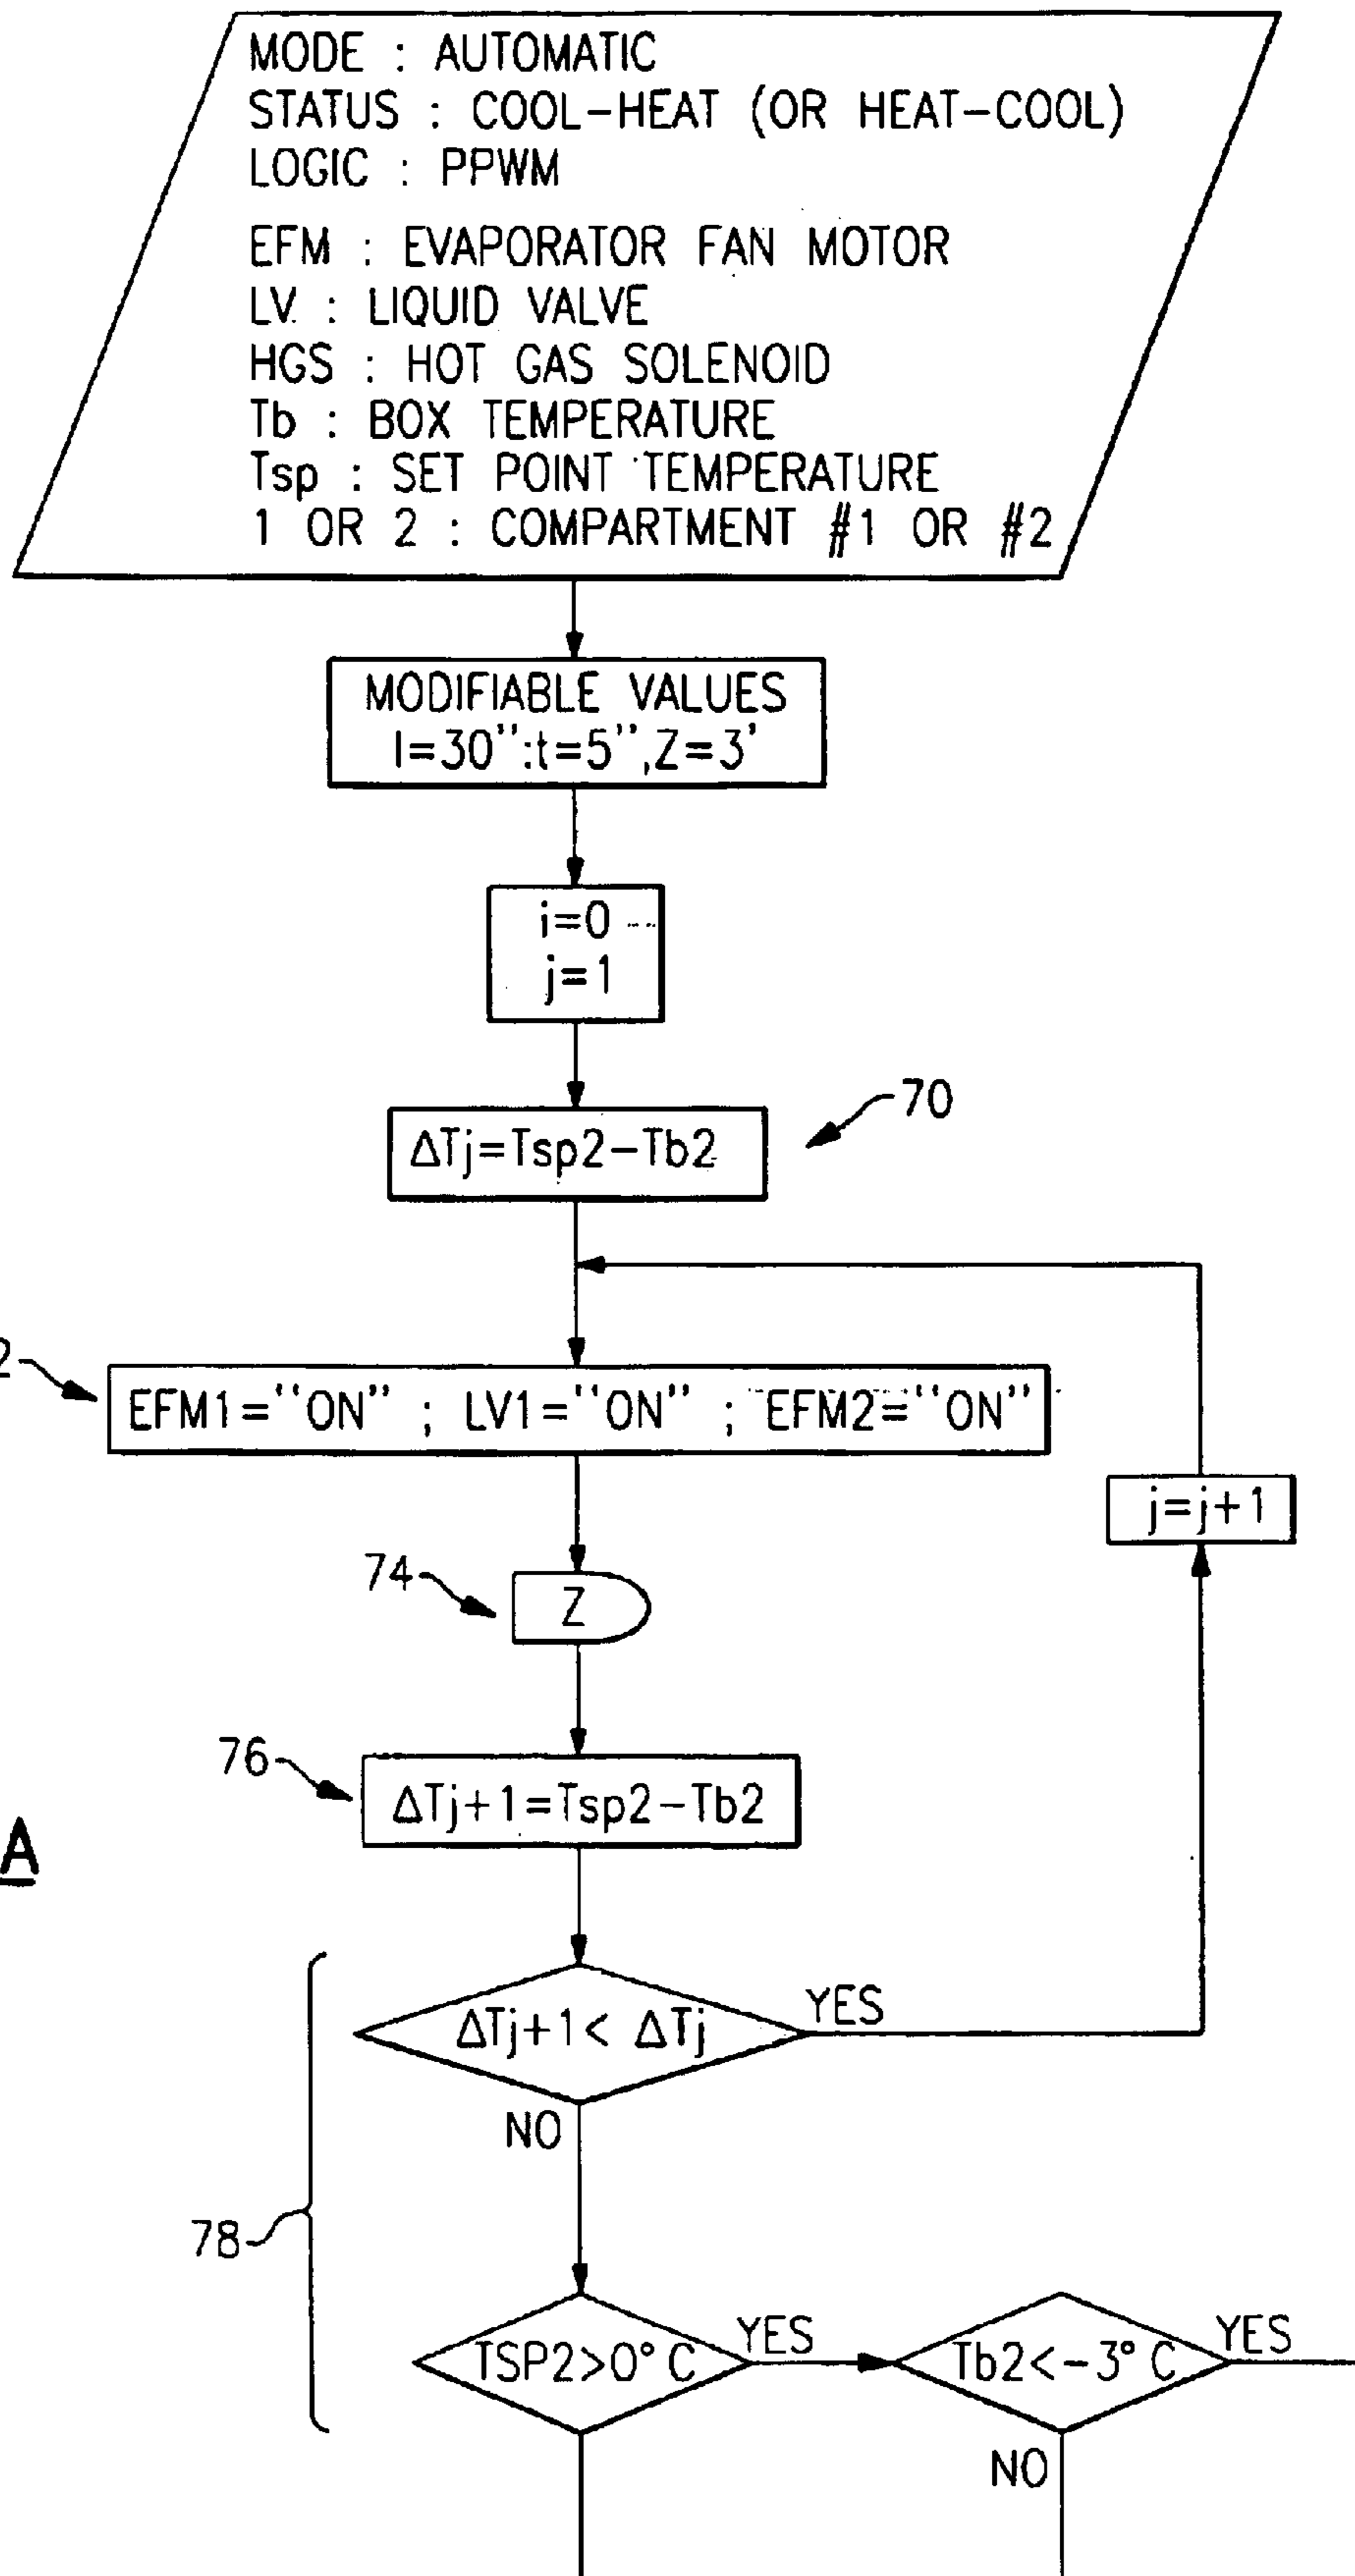 MODE : AUTOMATIC
STATUS : COOL-HEAT (OR HEAT-COOL)
LOGIC : PPWM
EFM : EVAPORATOR FAN MOTOR
LV : LIQUID VALVE
HGS : HOT GAS SOLENOID
Tb : BOX TEMPERATURE
Tsp : SET POINT TEMPERATURE
1 OR 2 : COMPARTMENT #1 OR #2
MODIFIABLE VALUES
I=30'':t=5'',Z=3'
i=0
j=1
70
ΔTj=Tsp2-Tb2
2
EFM1=''ON'' ; LV1=''ON'' ; EFM2=''ON''
j=j+1
74
Z
76
ΔTj+1=Tsp2-Tb2
A
ΔTj+1< ΔTj
YES
NO
78
TSP2>0°C
YES
Tb2<-3°C
YES
NO